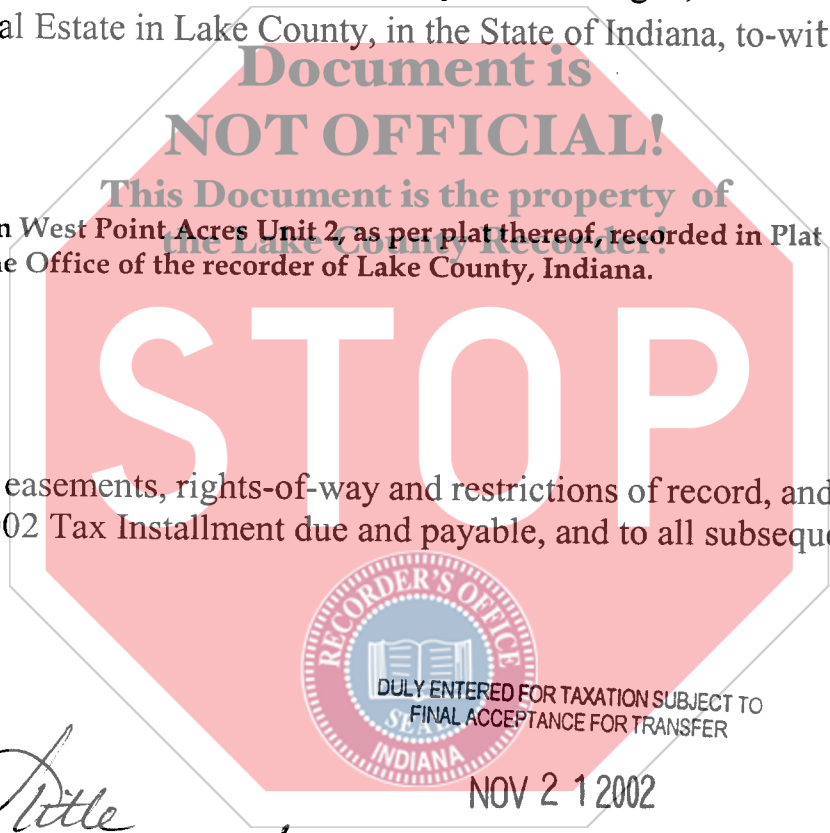 al Estate in Lake County, in the State of Indiana, to-wit
Document is
NOT OFFICIAL!
This Document is the property of
the Lake County Recorder!
n West Point Acres Unit 2, as per plat thereof, recorded in Plat
e Office of the recorder of Lake County, Indiana.
STOP
easements, rights-of-way and restrictions of record, and
02 Tax Installment due and payable, and to all subseque
RECORDER'S OFFICE
SEAL
INDIANA
DULY ENTERED FOR TAXATION SUBJECT TO
FINAL ACCEPTANCE FOR TRANSFER
NOV 2 1 2002